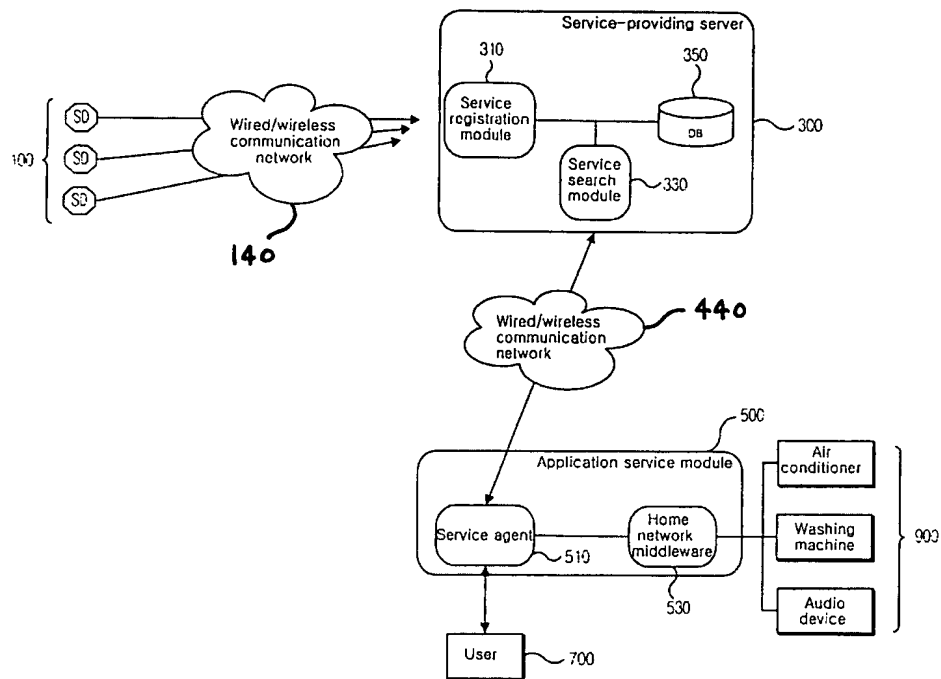 Service-providing server
310
350
Service
registration
module
DB
300
SD
SD
SD
100
Wired/wireless
communication
network
140
Service
search
module
330
Wired/wireless
communication
network
440
500
Application service module
Service agent
510
Home
network
middleware
530
Air
conditioner
Washing
machine
Audio
device
900
User
700